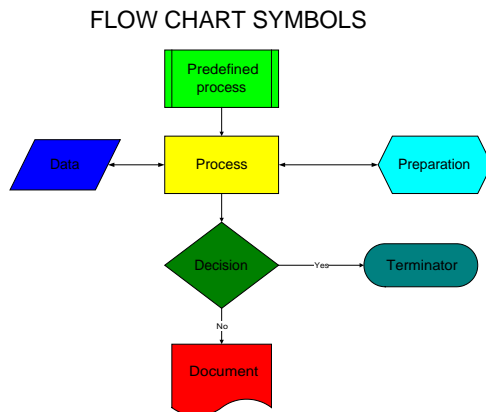 FLOW CHART SYMBOLS
Predefined
process
Data
Process
Preparation
Decision
Yes
Terminator
No
Document